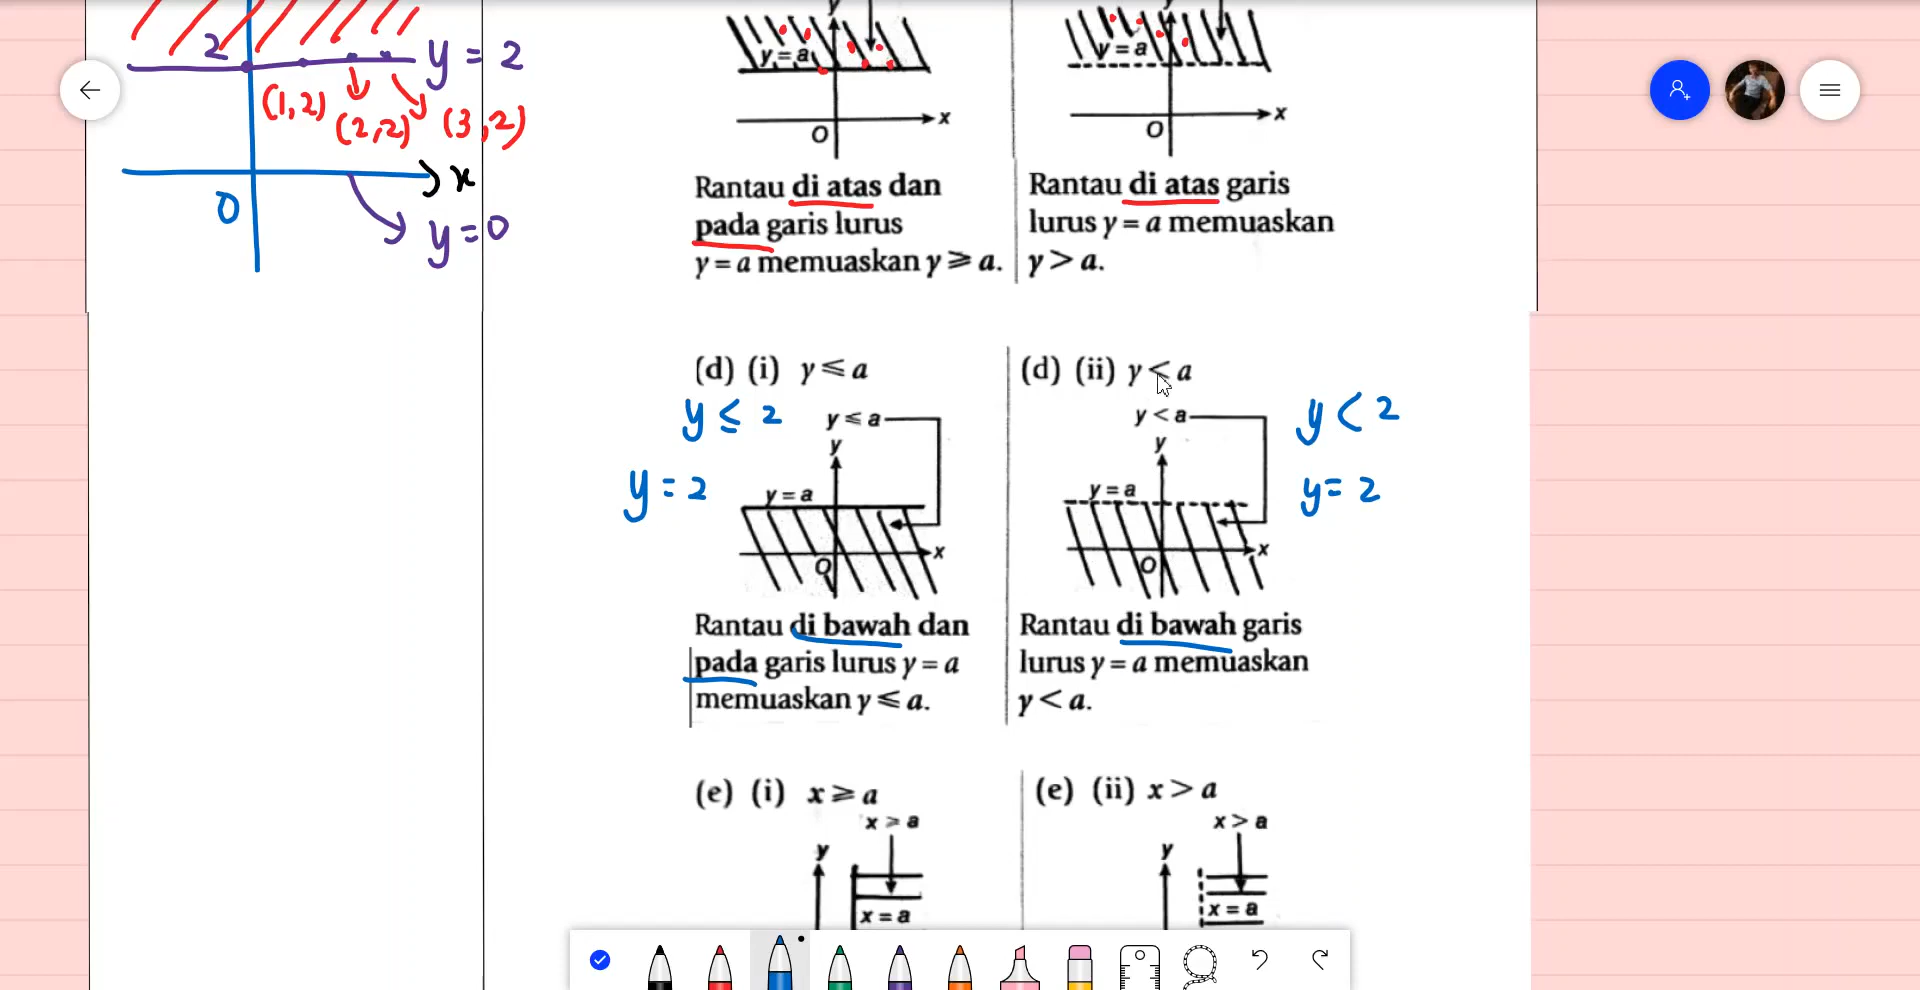 2
y = 2
(1,2)
(2,2)
(3,2)
x
0
y = 0
y
y = a
x
O
Rantau di atas dan
pada garis lurus
y = a memuaskan y ⩾ a.
y
y = a
x
O
Rantau di atas garis
lurus y = a memuaskan
y > a.
(d) (i) y ⩽ a
y ≤ 2
y ≤ a
y
y = 2
y = a
x
O
Rantau di bawah dan
pada garis lurus y = a
memuaskan y ⩽ a.
(d) (ii) y < a
y < a
y < 2
y
y = a
y = 2
x
O
Rantau di bawah garis
lurus y = a memuaskan
y < a.
(e) (i) x ⩾ a
x ⩾ a
y
x = a
(e) (ii) x > a
x > a
y
x = a